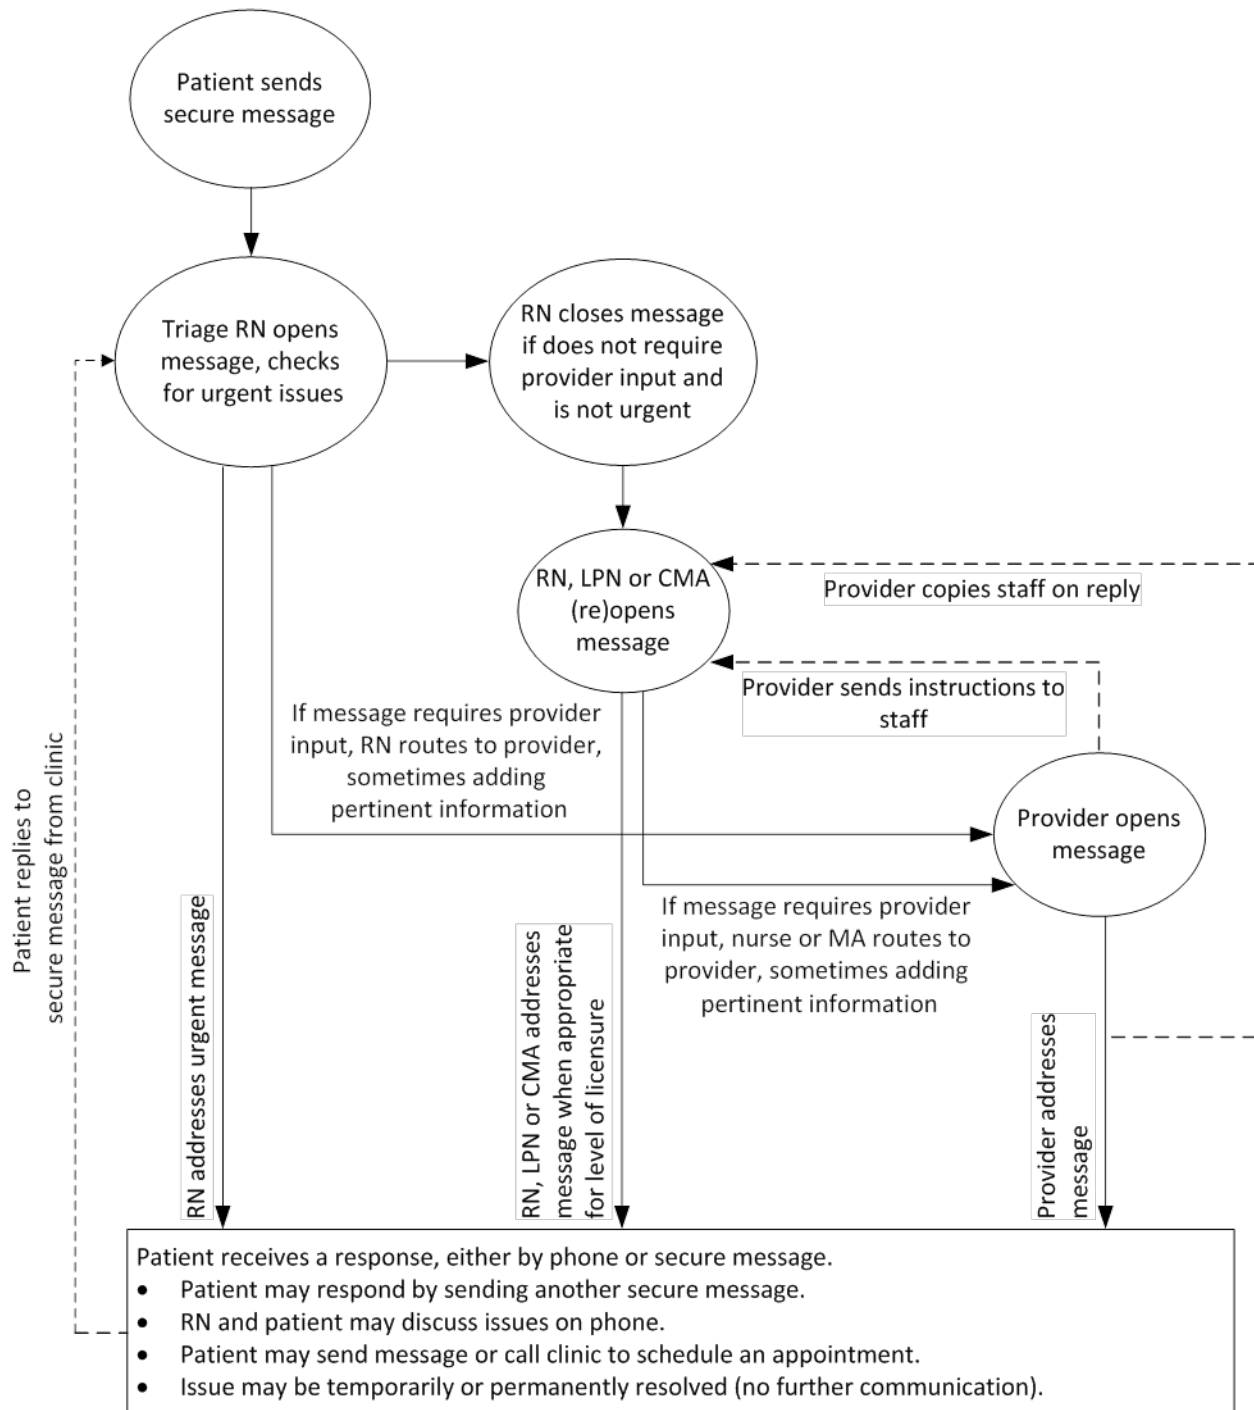 Patient sends
secure message
Triage RN opens
message, checks
for urgent issues
RN closes message
if does not require
provider input and
is not urgent
RN, LPN or CMA
(re)opens
message
Provider copies staff on reply
Provider sends instructions to
staff
If message requires provider
input, RN routes to provider,
sometimes adding
pertinent information
Provider opens
message
If message requires provider
input, nurse or MA routes to
provider, sometimes adding
pertinent information
Patient replies to
secure message from clinic
RN addresses urgent message
RN, LPN or CMA addresses
message when appropriate
for level of licensure
Provider addresses
message
Patient receives a response, either by phone or secure message.
• Patient may respond by sending another secure message.
• RN and patient may discuss issues on phone.
• Patient may send message or call clinic to schedule an appointment.
• Issue may be temporarily or permanently resolved (no further communication).